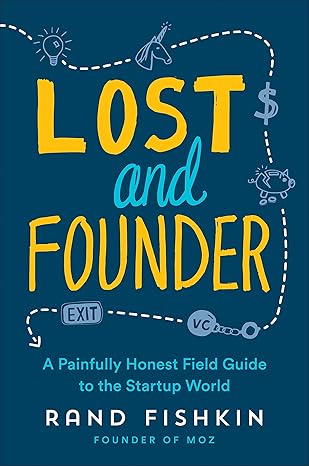 LOST
$
and
FOUNDER
EXIT
VC
A Painfully Honest Field Guide
to the Startup World
RAND FISHKIN
FOUNDER OF MOZ